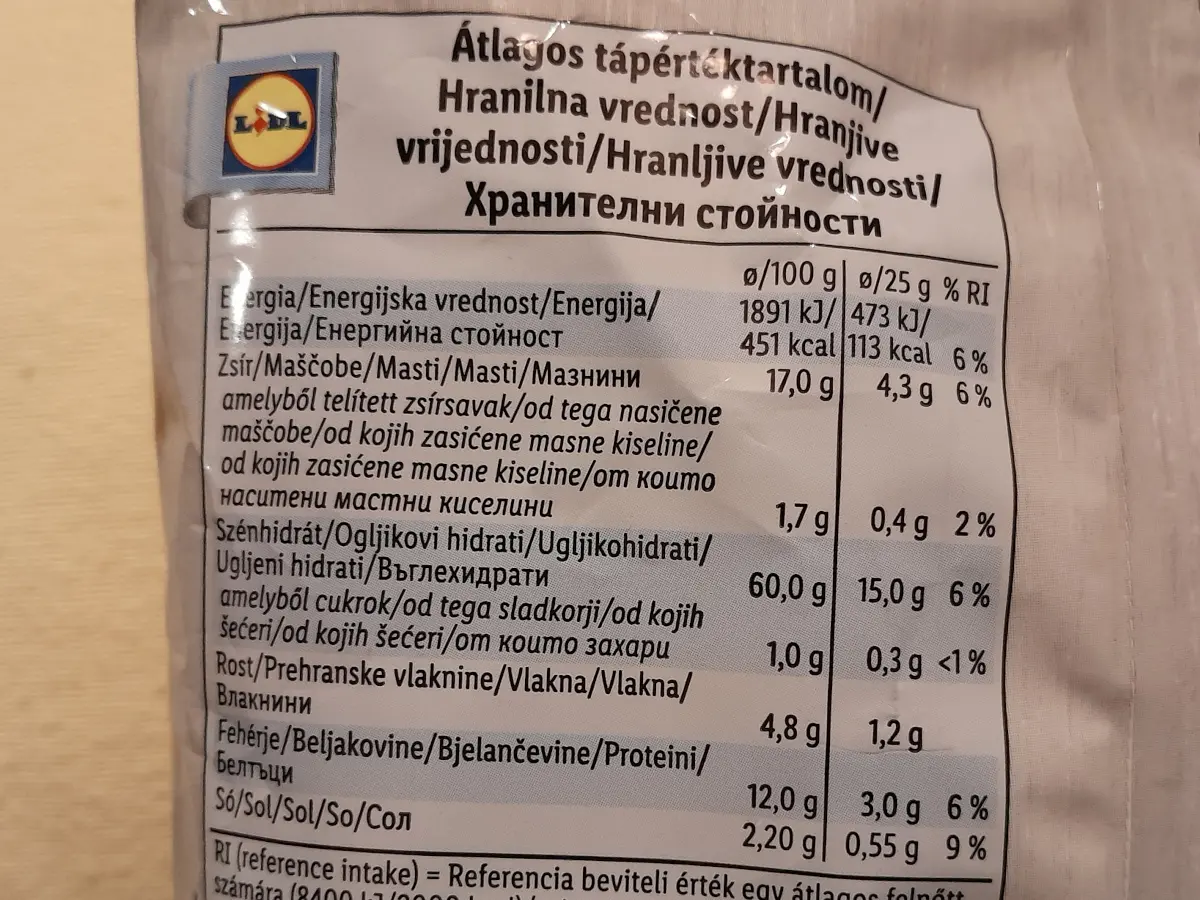 LIDL
Átlagos tápértéktartalom/
Hranilna vrednost/Hranjive
vrijednosti/Hranljive vrednosti/
Хранителни стойности
ø/100 g ø/25 g % RI
Energia/Energijska vrednost/Energija/ 1891 kJ/ 473 kJ/
Energija/Енергийна стойност 451 kcal 113 kcal 6 %
Zsír/Maščobe/Masti/Masti/Мазнини 17,0 g 4,3 g 6 %
amelyből telített zsírsavak/od tega nasičene
maščobe/od kojih zasićene masne kiseline/
od kojih zasićene masne kiseline/от които
наситени мастни киселини 1,7 g 0,4 g 2 %
Szénhidrát/Ogljikovi hidrati/Ugljikohidrati/
Ugljeni hidrati/Въглехидрати 60,0 g 15,0 g 6 %
amelyből cukrok/od tega sladkorji/od kojih
šećeri/od kojih šećeri/от които захари 1,0 g 0,3 g <1 %
Rost/Prehranske vlaknine/Vlakna/Vlakna/
Влакнини 4,8 g 1,2 g
Fehérje/Beljakovine/Bjelančevine/Proteini/
Белтъци 12,0 g 3,0 g 6 %
Só/Sol/Sol/So/Сол 2,20 g 0,55 g 9 %
RI (reference intake) = Referencia beviteli érték egy átlagos felnőtt
számára (8400